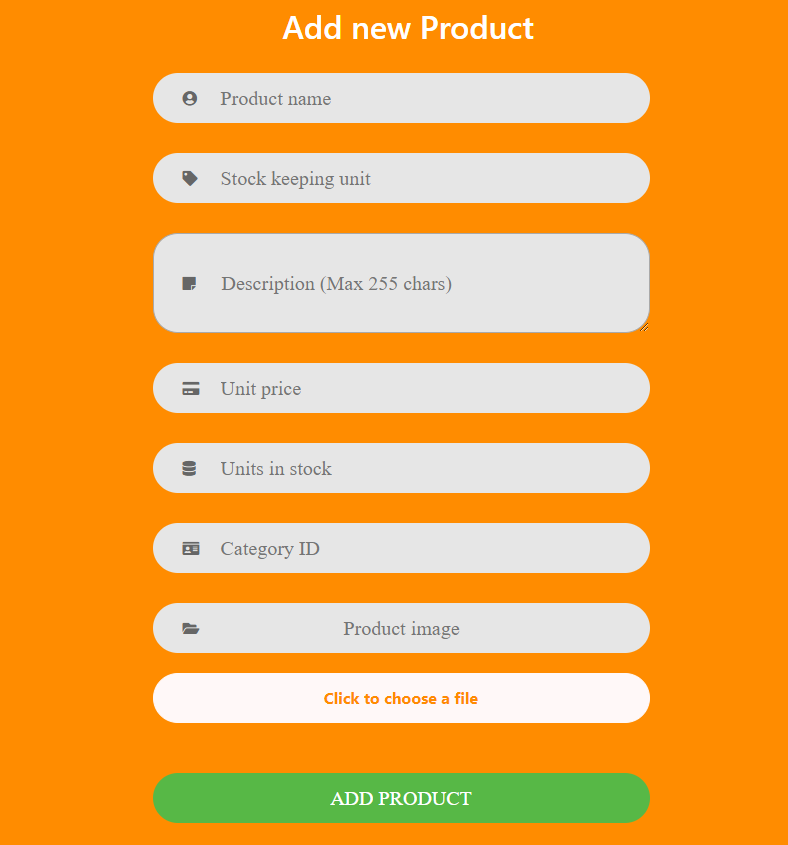 Add new Product
Product name
Stock keeping unit
Description (Max 255 chars)
Unit price
Units in stock
Category ID
Product image
Click to choose a file
ADD PRODUCT